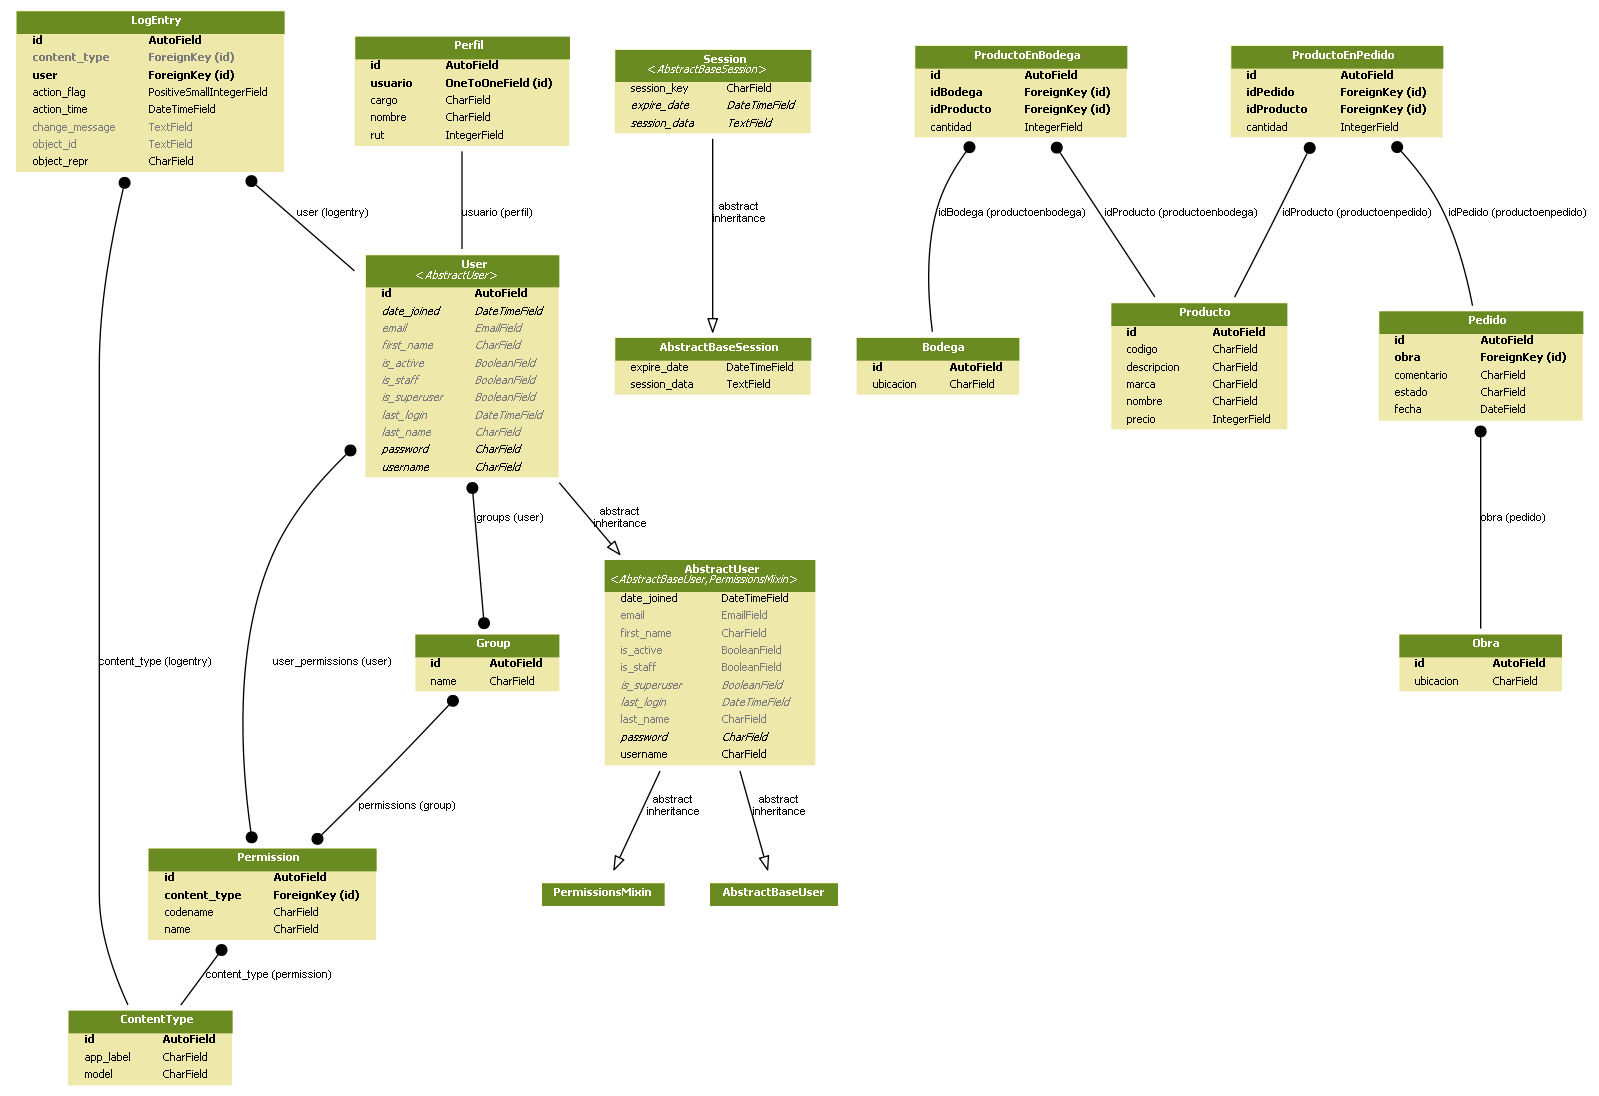 LogEntry
id AutoField
content_type ForeignKey (id)
user ForeignKey (id)
action_flag PositiveSmallIntegerField
action_time DateTimeField
change_message TextField
object_id TextField
object_repr CharField
Perfil
id AutoField
usuario OneToOneField (id)
cargo CharField
nombre CharField
rut IntegerField
Session
<AbstractBaseSession>
session_key CharField
expire_date DateTimeField
session_data TextField
ProductoEnBodega
id AutoField
idBodega ForeignKey (id)
idProducto ForeignKey (id)
cantidad IntegerField
ProductoEnPedido
id AutoField
idPedido ForeignKey (id)
idProducto ForeignKey (id)
cantidad IntegerField
user (logentry)
usuario (perfil)
abstract
inheritance
idBodega (productoenbodega)
idProducto (productoenbodega)
idProducto (productoenpedido)
idPedido (productoenpedido)
User
<AbstractUser>
id AutoField
date_joined DateTimeField
email EmailField
first_name CharField
is_active BooleanField
is_staff BooleanField
is_superuser BooleanField
last_login DateTimeField
last_name CharField
password CharField
username CharField
AbstractBaseSession
expire_date DateTimeField
session_data TextField
Bodega
id AutoField
ubicacion CharField
Producto
id AutoField
codigo CharField
descripcion CharField
marca CharField
nombre CharField
precio IntegerField
Pedido
id AutoField
obra ForeignKey (id)
comentario CharField
estado CharField
fecha DateField
groups (user)
abstract
inheritance
obra (pedido)
AbstractUser
<AbstractBaseUser,PermissionsMixin>
date_joined DateTimeField
email EmailField
first_name CharField
is_active BooleanField
is_staff BooleanField
is_superuser BooleanField
last_login DateTimeField
last_name CharField
password CharField
username CharField
content_type (logentry)
user_permissions (user)
Group
id AutoField
name CharField
Obra
id AutoField
ubicacion CharField
permissions (group)
abstract
inheritance
abstract
inheritance
Permission
id AutoField
content_type ForeignKey (id)
codename CharField
name CharField
PermissionsMixin
AbstractBaseUser
content_type (permission)
ContentType
id AutoField
app_label CharField
model CharField